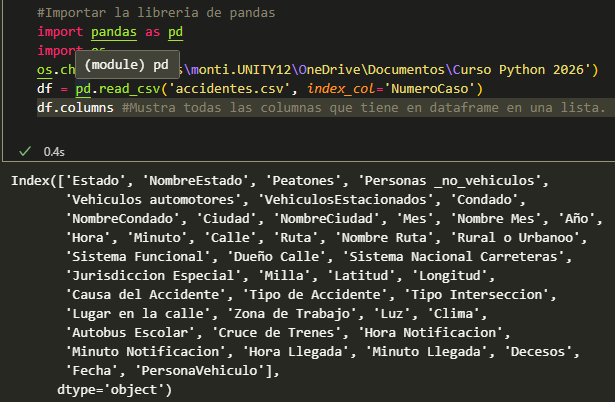 #Importar la libreria de pandas
import pandas as pd
import os
(module) pd
os.ch s\monti.UNITY12\OneDrive\Documentos\Curso Python 2026')
df = pd.read_csv('accidentes.csv', index_col='NumeroCaso')
df.columns #Mustra todas las columnas que tiene en dataframe en una lista.
0.4s
Index(['Estado', 'NombreEstado', 'Peatones', 'Personas _no_vehiculos',
'Vehiculos automotores', 'VehiculosEstacionados', 'Condado',
'NombreCondado', 'Ciudad', 'NombreCiudad', 'Mes', 'Nombre Mes', 'Año',
'Hora', 'Minuto', 'Calle', 'Ruta', 'Nombre Ruta', 'Rural o Urbanoo',
'Sistema Funcional', 'Dueño Calle', 'Sistema Nacional Carreteras',
'Jurisdiccion Especial', 'Milla', 'Latitud', 'Longitud',
'Causa del Accidente', 'Tipo de Accidente', 'Tipo Interseccion',
'Lugar en la calle', 'Zona de Trabajo', 'Luz', 'Clima',
'Autobus Escolar', 'Cruce de Trenes', 'Hora Notificacion',
'Minuto Notificacion', 'Hora Llegada', 'Minuto Llegada', 'Decesos',
'Fecha', 'PersonaVehiculo'],
dtype='object')